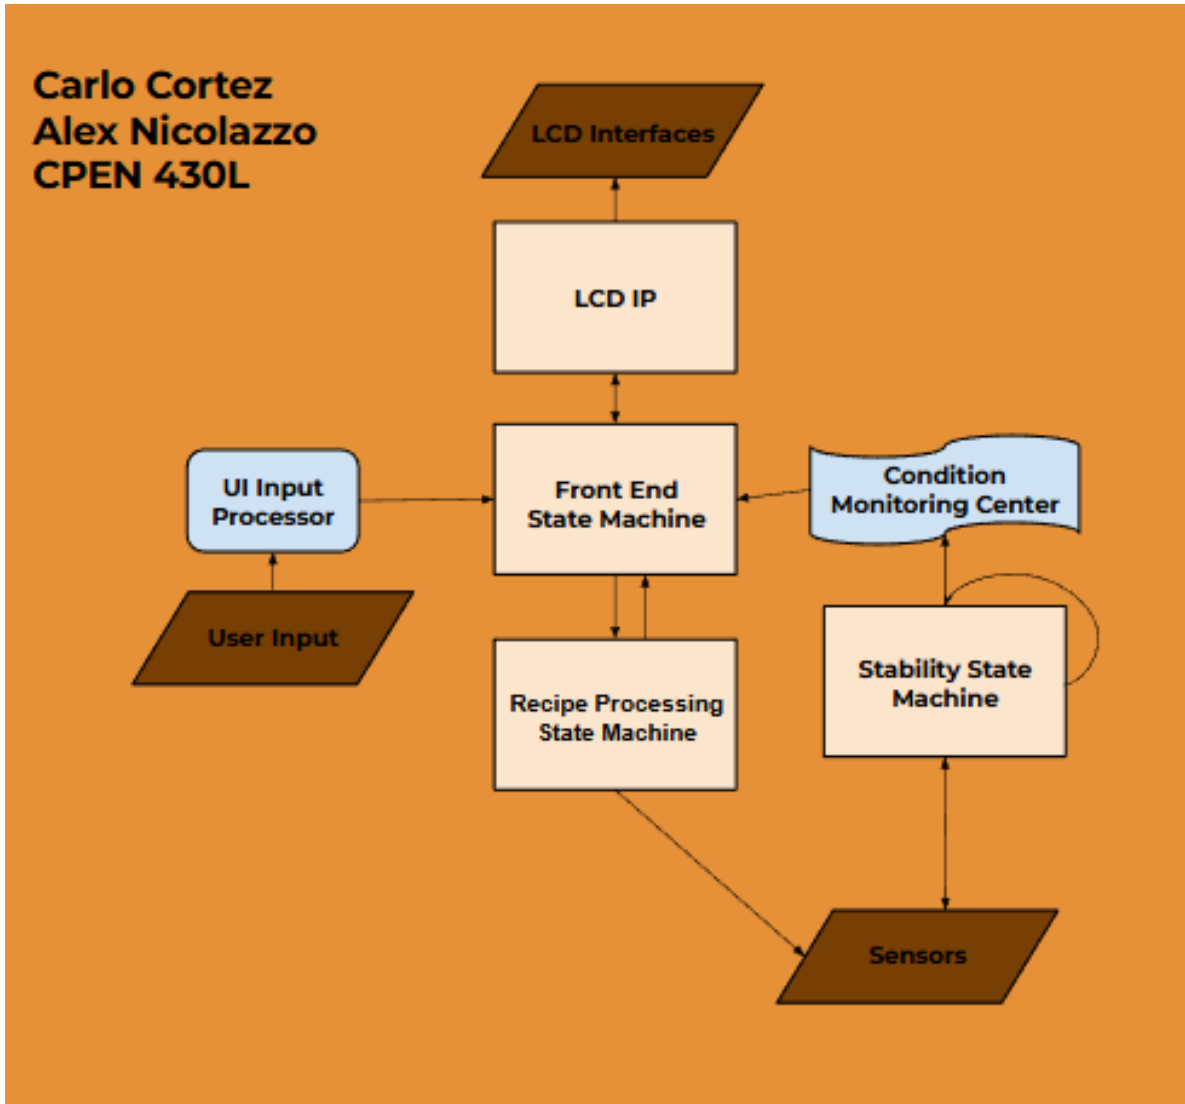 Carlo Cortez
Alex Nicolazzo
CPEN 430L
LCD Interfaces
LCD IP
UI Input
Processor
Front End
State Machine
Condition
Monitoring Center
User Input
Recipe Processing
State Machine
Stability State
Machine
Sensors